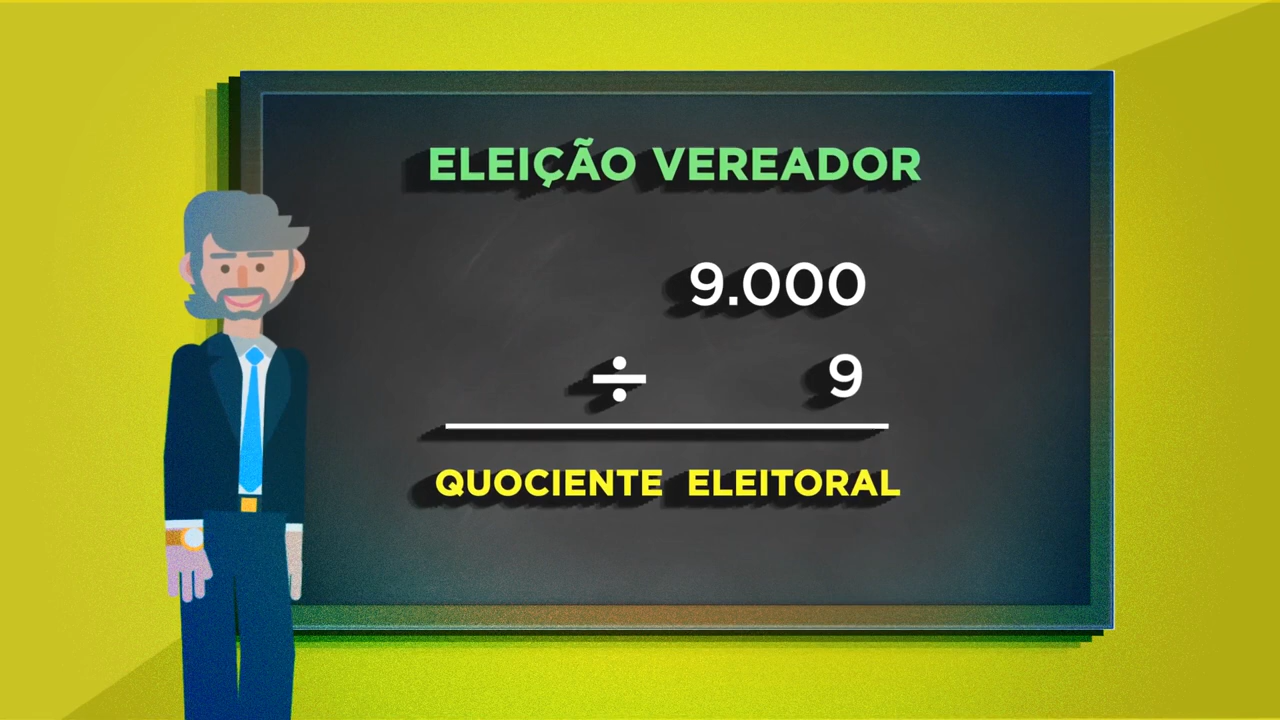 ELEIÇÃO VEREADOR
9.000
÷ 9
QUOCIENTE ELEITORAL